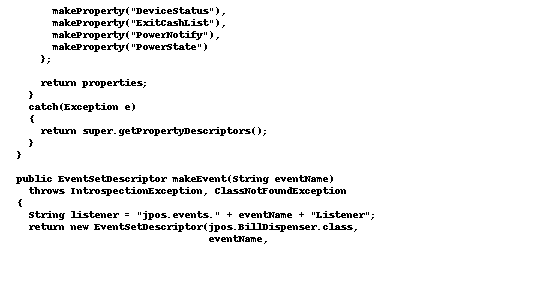 makeProperty("DeviceStatus"),
makeProperty("ExitCashList"),
makeProperty("PowerNotify"),
makeProperty("PowerState")
};
return properties;
}
catch(Exception e)
{
return super.getPropertyDescriptors();
}
}
public EventSetDescriptor makeEvent(String eventName)
throws IntrospectionException, ClassNotFoundException
{
String listener = "jpos.events." + eventName + "Listener";
return new EventSetDescriptor(jpos.BillDispenser.class,
eventName,